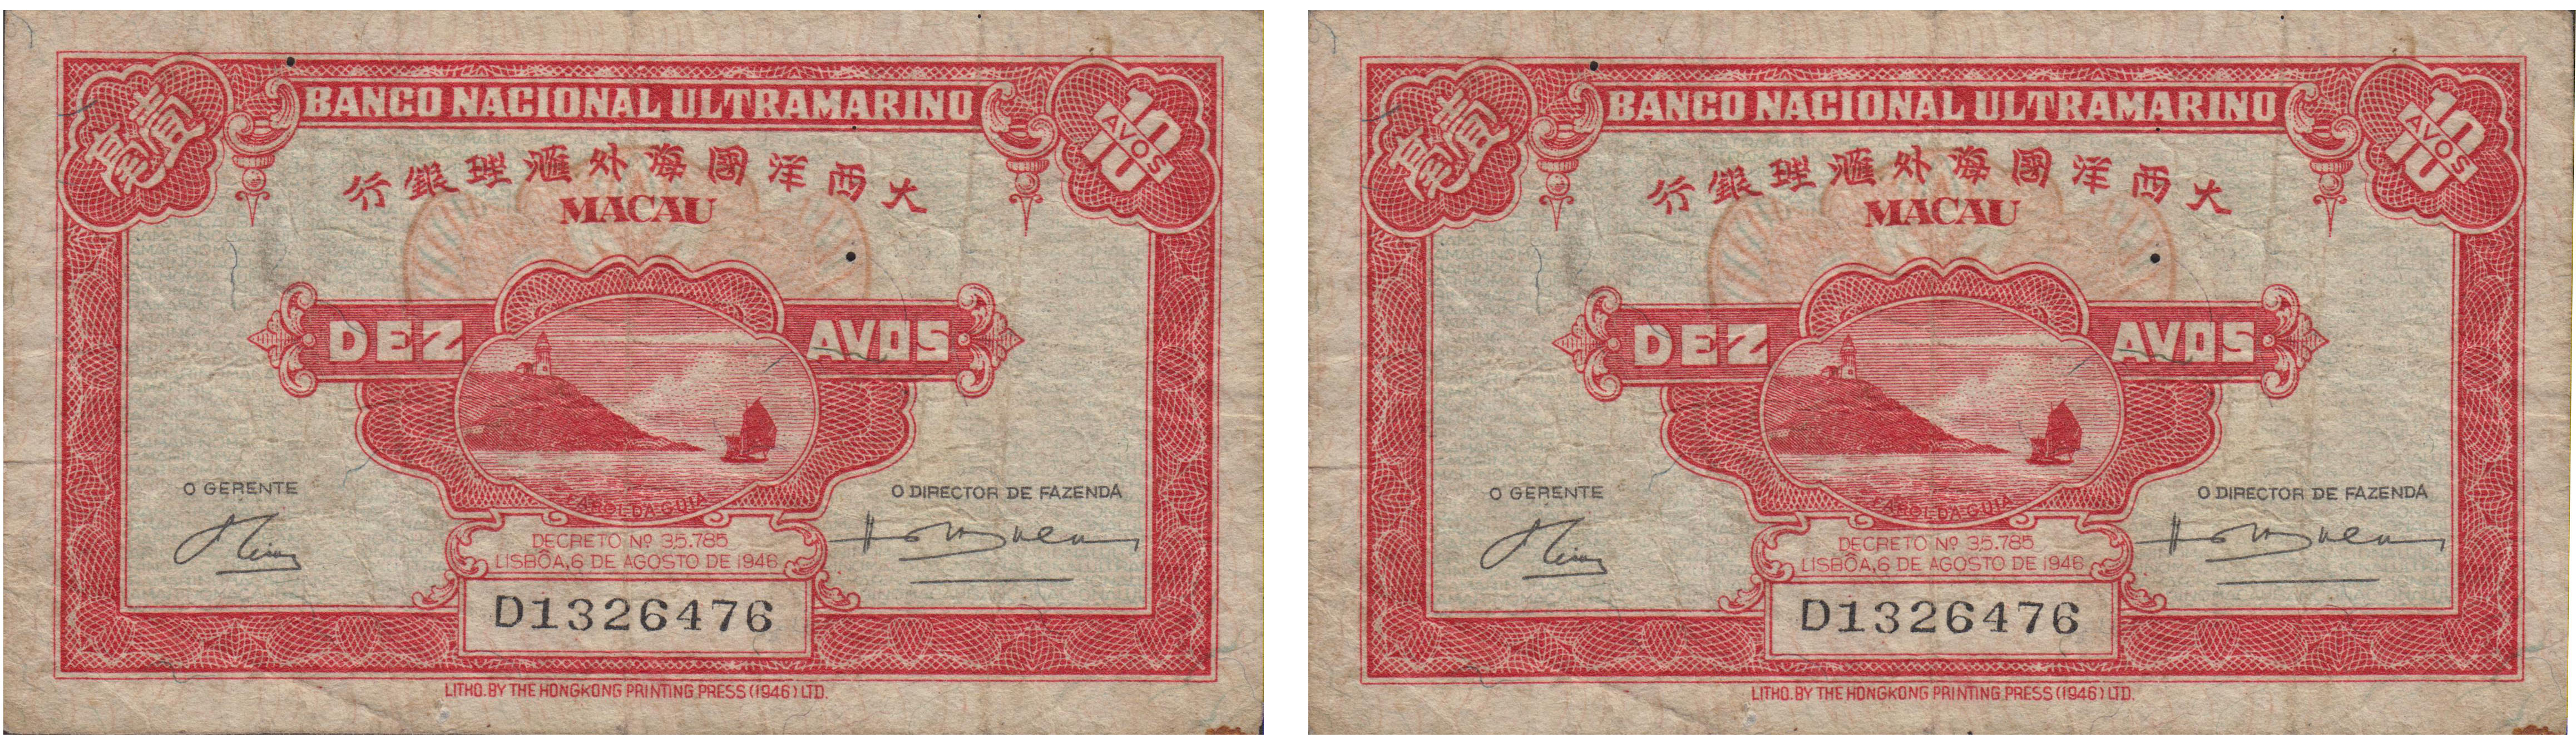 壹毫
BANCO NACIONAL ULTRAMARINO
10
AVOS
行銀理滙外海國洋西大
MACAU
DEZ
AVOS
FAROL-DA-GUIA
O GERENTE
O DIRECTOR DE FAZENDA
DECRETO Nº 35.785
LISBÔA, 6 DE AGOSTO DE 1946
D1326476
LITHO. BY THE HONGKONG PRINTING PRESS (1946) LTD.
壹毫
BANCO NACIONAL ULTRAMARINO
10
AVOS
行銀理滙外海國洋西大
MACAU
DEZ
AVOS
FAROL-DA-GUIA
O GERENTE
O DIRECTOR DE FAZENDA
DECRETO Nº 35.785
LISBÔA, 6 DE AGOSTO DE 1946
D1326476
LITHO. BY THE HONGKONG PRINTING PRESS (1946) LTD.